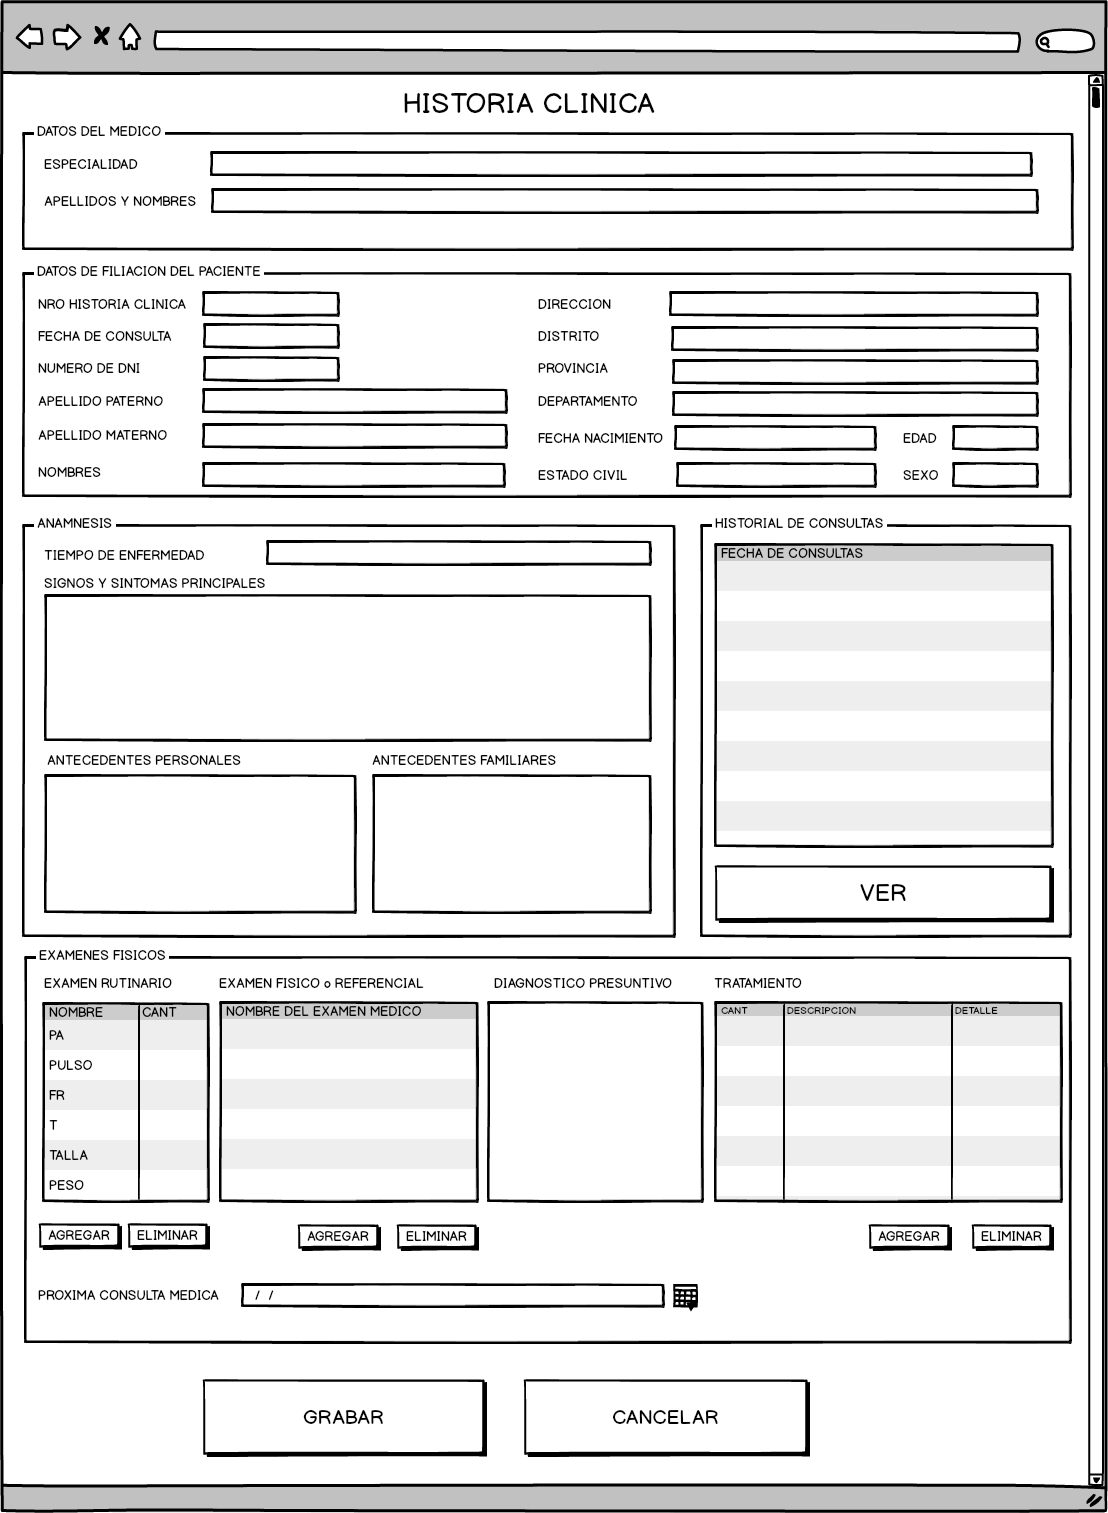 HISTORIA CLINICA
DATOS DEL MEDICO
ESPECIALIDAD
APELLIDOS Y NOMBRES
DATOS DE FILIACION DEL PACIENTE
NRO HISTORIA CLINICA
FECHA DE CONSULTA
NUMERO DE DNI
APELLIDO PATERNO
APELLIDO MATERNO
NOMBRES
DIRECCION
DISTRITO
PROVINCIA
DEPARTAMENTO
FECHA NACIMIENTO
EDAD
ESTADO CIVIL
SEXO
ANAMNESIS
TIEMPO DE ENFERMEDAD
SIGNOS Y SINTOMAS PRINCIPALES
ANTECEDENTES PERSONALES
ANTECEDENTES FAMILIARES
HISTORIAL DE CONSULTAS
FECHA DE CONSULTAS
VER
EXAMENES FISICOS
EXAMEN RUTINARIO
NOMBRE CANT
PA
PULSO
FR
T
TALLA
PESO
AGREGAR ELIMINAR
EXAMEN FISICO o REFERENCIAL
NOMBRE DEL EXAMEN MEDICO
AGREGAR ELIMINAR
DIAGNOSTICO PRESUNTIVO
TRATAMIENTO
CANT DESCRIPCION DETALLE
AGREGAR ELIMINAR
PROXIMA CONSULTA MEDICA / /
GRABAR
CANCELAR